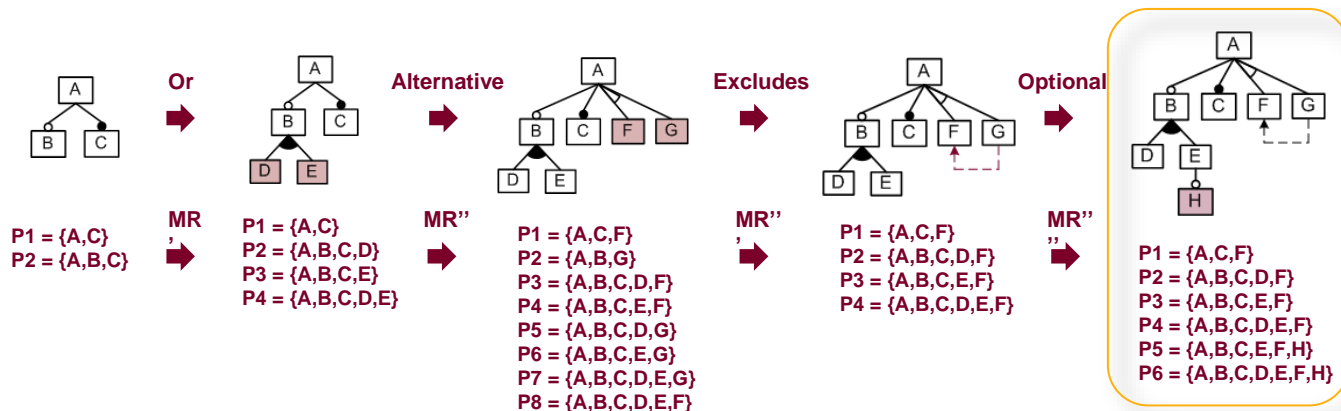 A
B
C
P1 = {A,C}
P2 = {A,B,C}
Or
MR
'
A
B
C
D
E
P1 = {A,C}
P2 = {A,B,C,D}
P3 = {A,B,C,E}
P4 = {A,B,C,D,E}
Alternative
MR''
A
B
C
F
G
D
E
P1 = {A,C,F}
P2 = {A,B,G}
P3 = {A,B,C,D,F}
P4 = {A,B,C,E,F}
P5 = {A,B,C,D,G}
P6 = {A,B,C,E,G}
P7 = {A,B,C,D,E,G}
P8 = {A,B,C,D,E,F}
Excludes
MR''
'
A
B
C
F
G
D
E
P1 = {A,C,F}
P2 = {A,B,C,D,F}
P3 = {A,B,C,E,F}
P4 = {A,B,C,D,E,F}
Optional
MR''
''
A
B
C
F
G
D
E
H
P1 = {A,C,F}
P2 = {A,B,C,D,F}
P3 = {A,B,C,E,F}
P4 = {A,B,C,D,E,F}
P5 = {A,B,C,E,F,H}
P6 = {A,B,C,D,E,F,H}